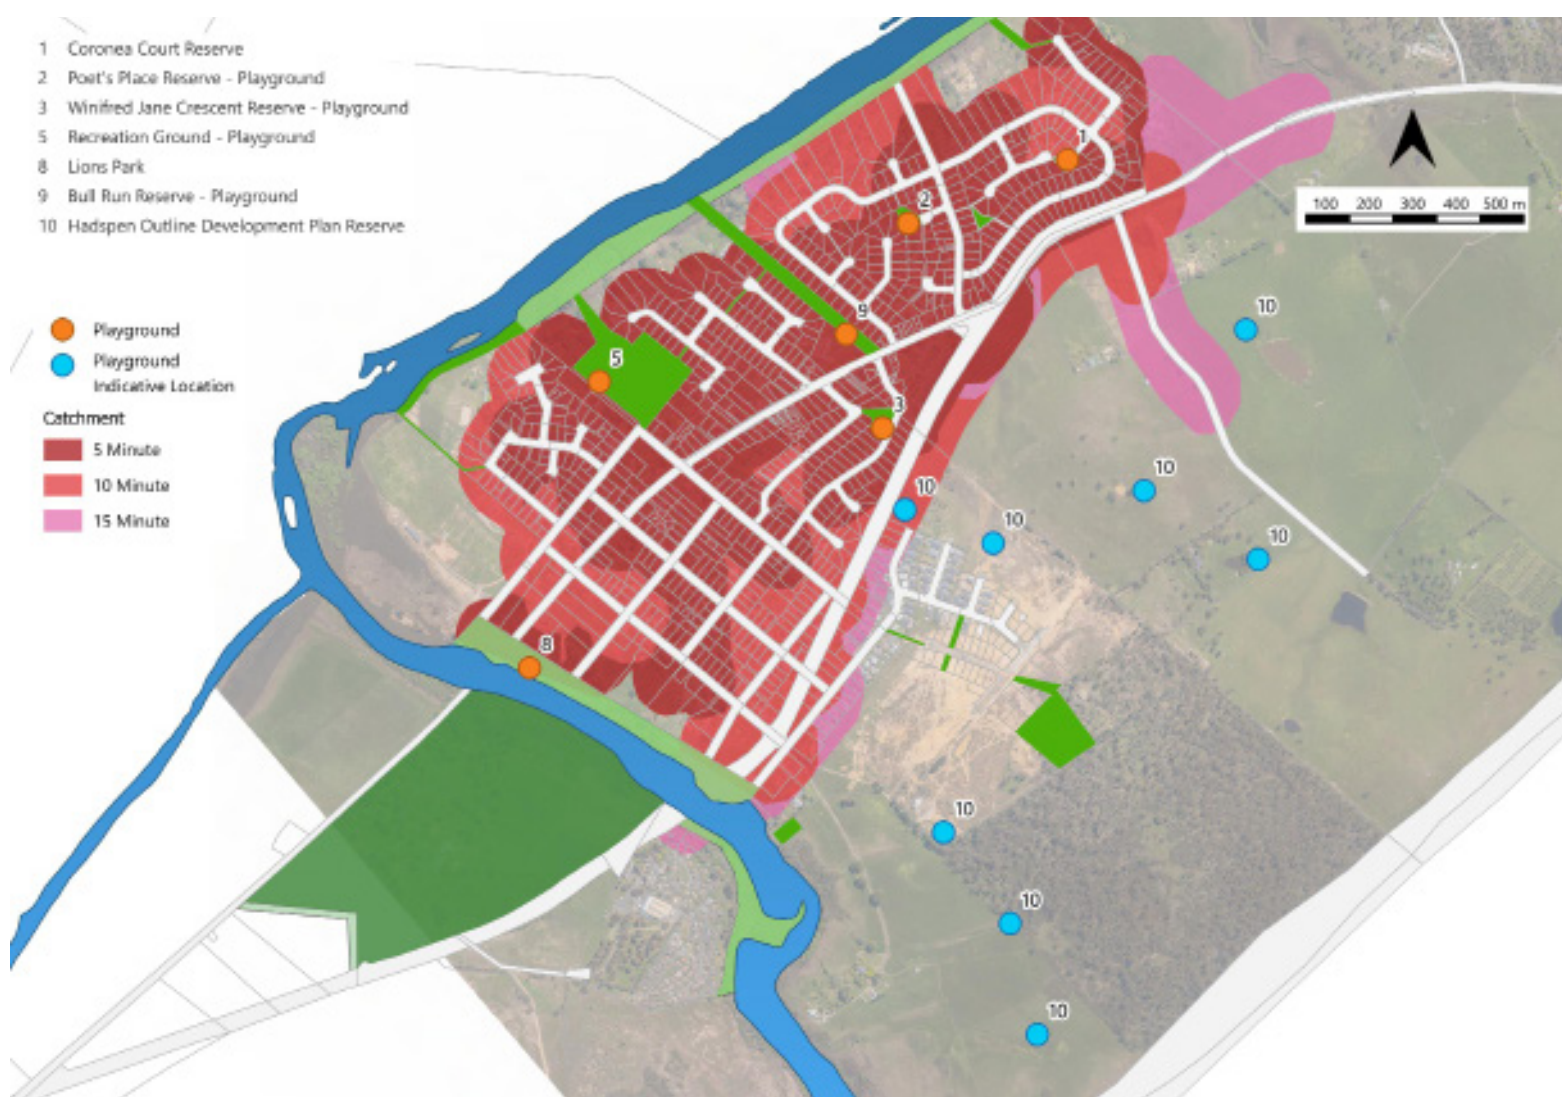 1 Coronea Court Reserve
2 Poet's Place Reserve - Playground
3 Winifred Jane Crescent Reserve - Playground
5 Recreation Ground - Playground
8 Lions Park
9 Bull Run Reserve - Playground
10 Hadspen Outline Development Plan Reserve
Playground
Playground
Indicative Location
Catchment
5 Minute
10 Minute
15 Minute
100 200 300 400 500 m
1
2
10
9
5
3
10
10
10
10
8
10
10
10